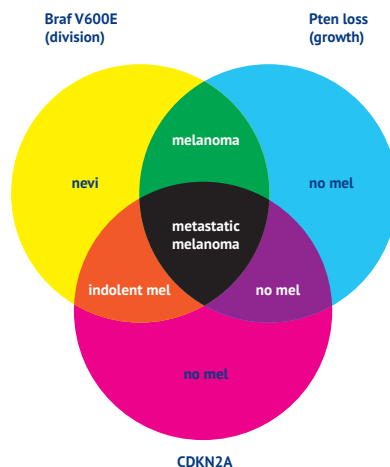 Braf V600E
(division)
Pten loss
(growth)
melanoma
nevi
no mel
metastatic
melanoma
indolent mel
no mel
no mel
CDKN2A